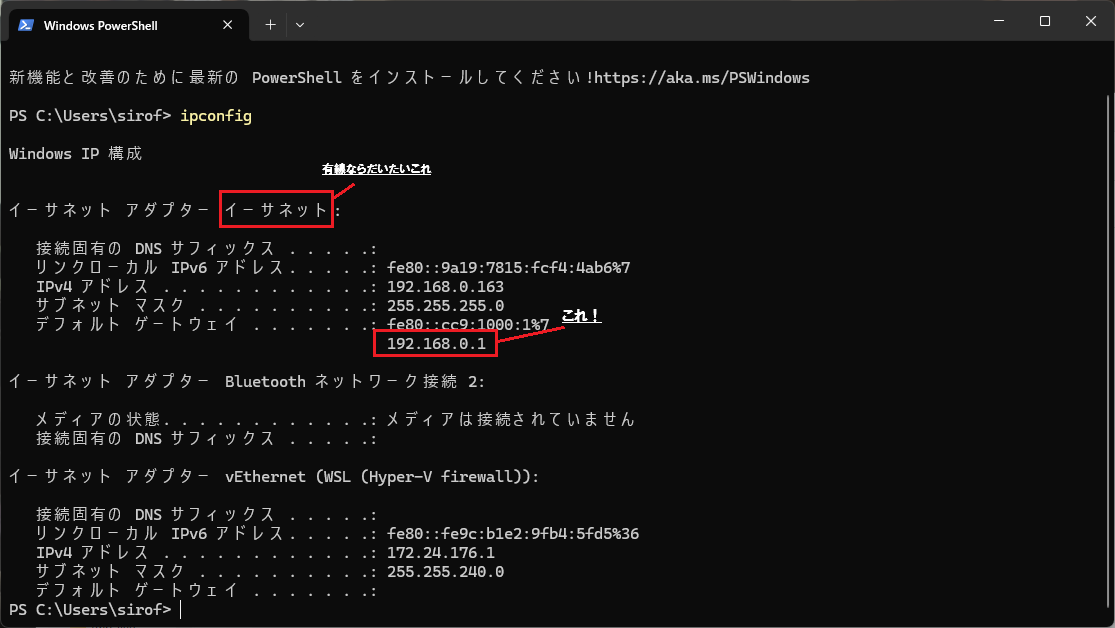 Windows PowerShell
新機能と改善のために最新の PowerShell をインストールしてください!https://aka.ms/PSWindows
PS C:\Users\sirof> ipconfig
Windows IP 構成
有線ならだいたいこれ
イーサネット アダプター イーサネット:
接続固有の DNS サフィックス . . . . .:
リンクローカル IPv6 アドレス. . . . .: fe80::9a19:7815:fcf4:4ab6%7
IPv4 アドレス . . . . . . . . . . . .: 192.168.0.163
サブネット マスク . . . . . . . . . .: 255.255.255.0
デフォルト ゲートウェイ . . . . . . .: fe80::cc9:1000:1%7
これ！
192.168.0.1
イーサネット アダプター Bluetooth ネットワーク接続 2:
メディアの状態. . . . . . . . . . . .: メディアは接続されていません
接続固有の DNS サフィックス . . . . .:
イーサネット アダプター vEthernet (WSL (Hyper-V firewall)):
接続固有の DNS サフィックス . . . . .:
リンクローカル IPv6 アドレス. . . . .: fe80::fe9c:b1e2:9fb4:5fd5%36
IPv4 アドレス . . . . . . . . . . . .: 172.24.176.1
サブネット マスク . . . . . . . . . .: 255.255.240.0
デフォルト ゲートウェイ . . . . . . .:
PS C:\Users\sirof>